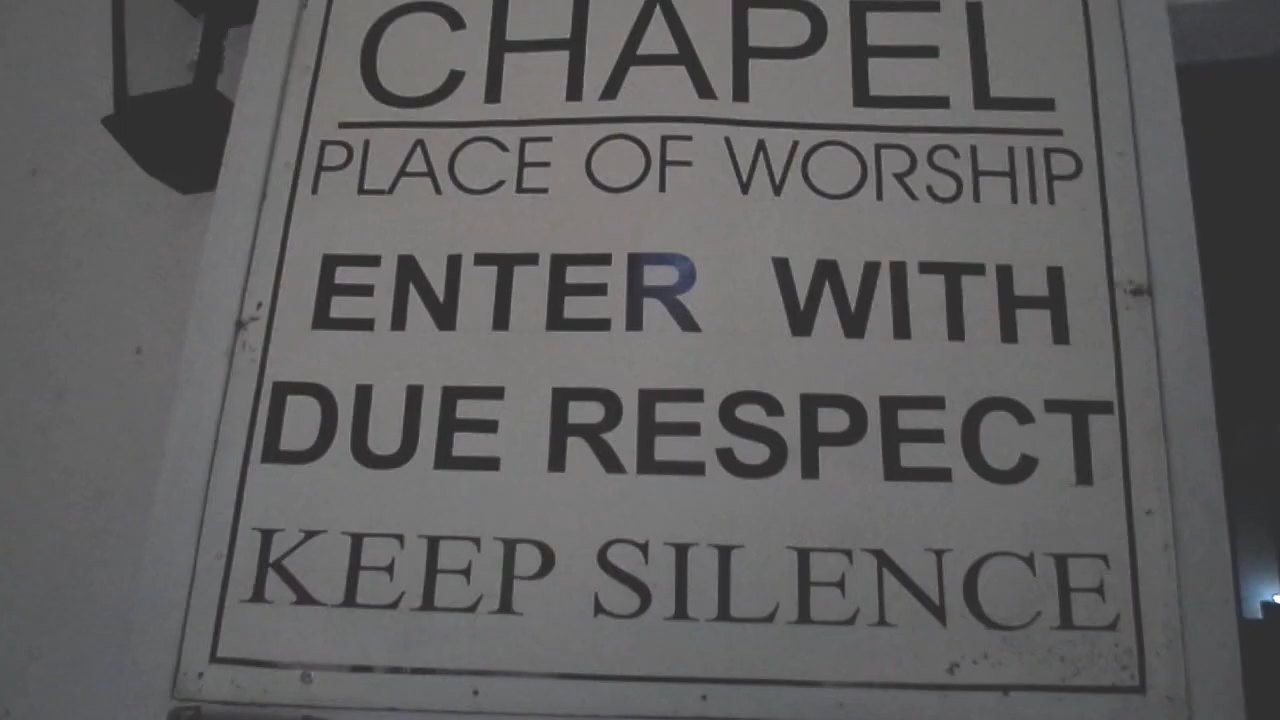 CHAPEL
PLACE OF WORSHIP
ENTER WITH
DUE RESPECT
KEEP SILENCE